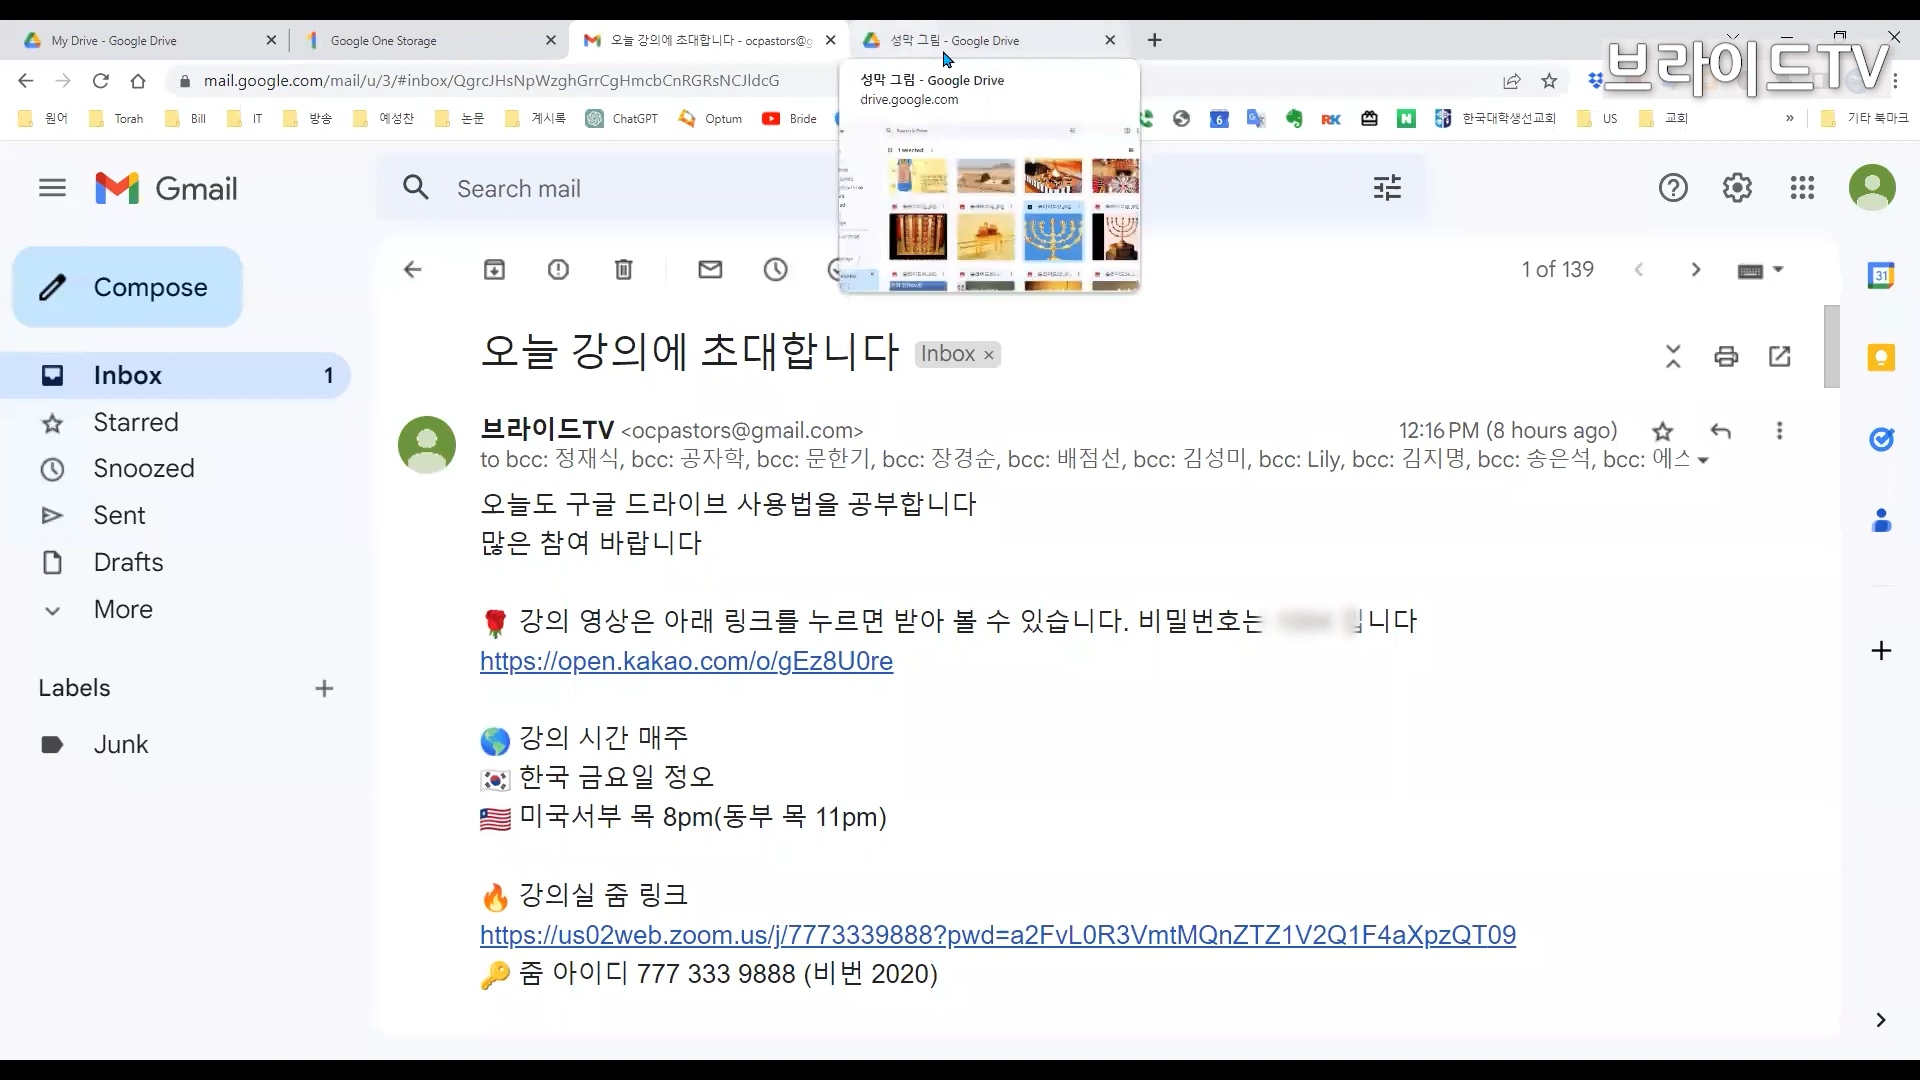 My Drive - Google Drive
Google One Storage
오늘 강의에 초대합니다 - ocpastors@g
성막 그림 - Google Drive
브라이드TV
mail.google.com/mail/u/3/#inbox/QgrcJHsNpWzghGrrCgHmcbCnRGRsNCJldcG
성막 그림 - Google Drive
drive.google.com
원어 Torah Bill IT 방송 예성찬 논문 계시록 ChatGPT Optum Bride RK 한국대학생선교회 US 교회 » 기타 북마크
1 selected
Gmail
Search mail
Compose
1 of 139
31
오늘 강의에 초대합니다 Inbox ×
Inbox 1
Starred
Snoozed
Sent
Drafts
More
Labels
Junk
브라이드TV <ocpastors@gmail.com> 12:16 PM (8 hours ago)
to bcc: 정재식, bcc: 공자학, bcc: 문한기, bcc: 장경순, bcc: 배점선, bcc: 김성미, bcc: Lily, bcc: 김지명, bcc: 송은석, bcc: 에스
오늘도 구글 드라이브 사용법을 공부합니다
많은 참여 바랍니다
🌹 강의 영상은 아래 링크를 누르면 받아 볼 수 있습니다. 비밀번호는 입니다
https://open.kakao.com/o/gEz8U0re
🌎 강의 시간 매주
🇰🇷 한국 금요일 정오
🇱🇷 미국서부 목 8pm(동부 목 11pm)
🔥 강의실 줌 링크
https://us02web.zoom.us/j/7773339888?pwd=a2FvL0R3VmtMQnZTZ1V2Q1F4aXpzQT09
🔑 줌 아이디 777 333 9888 (비번 2020)